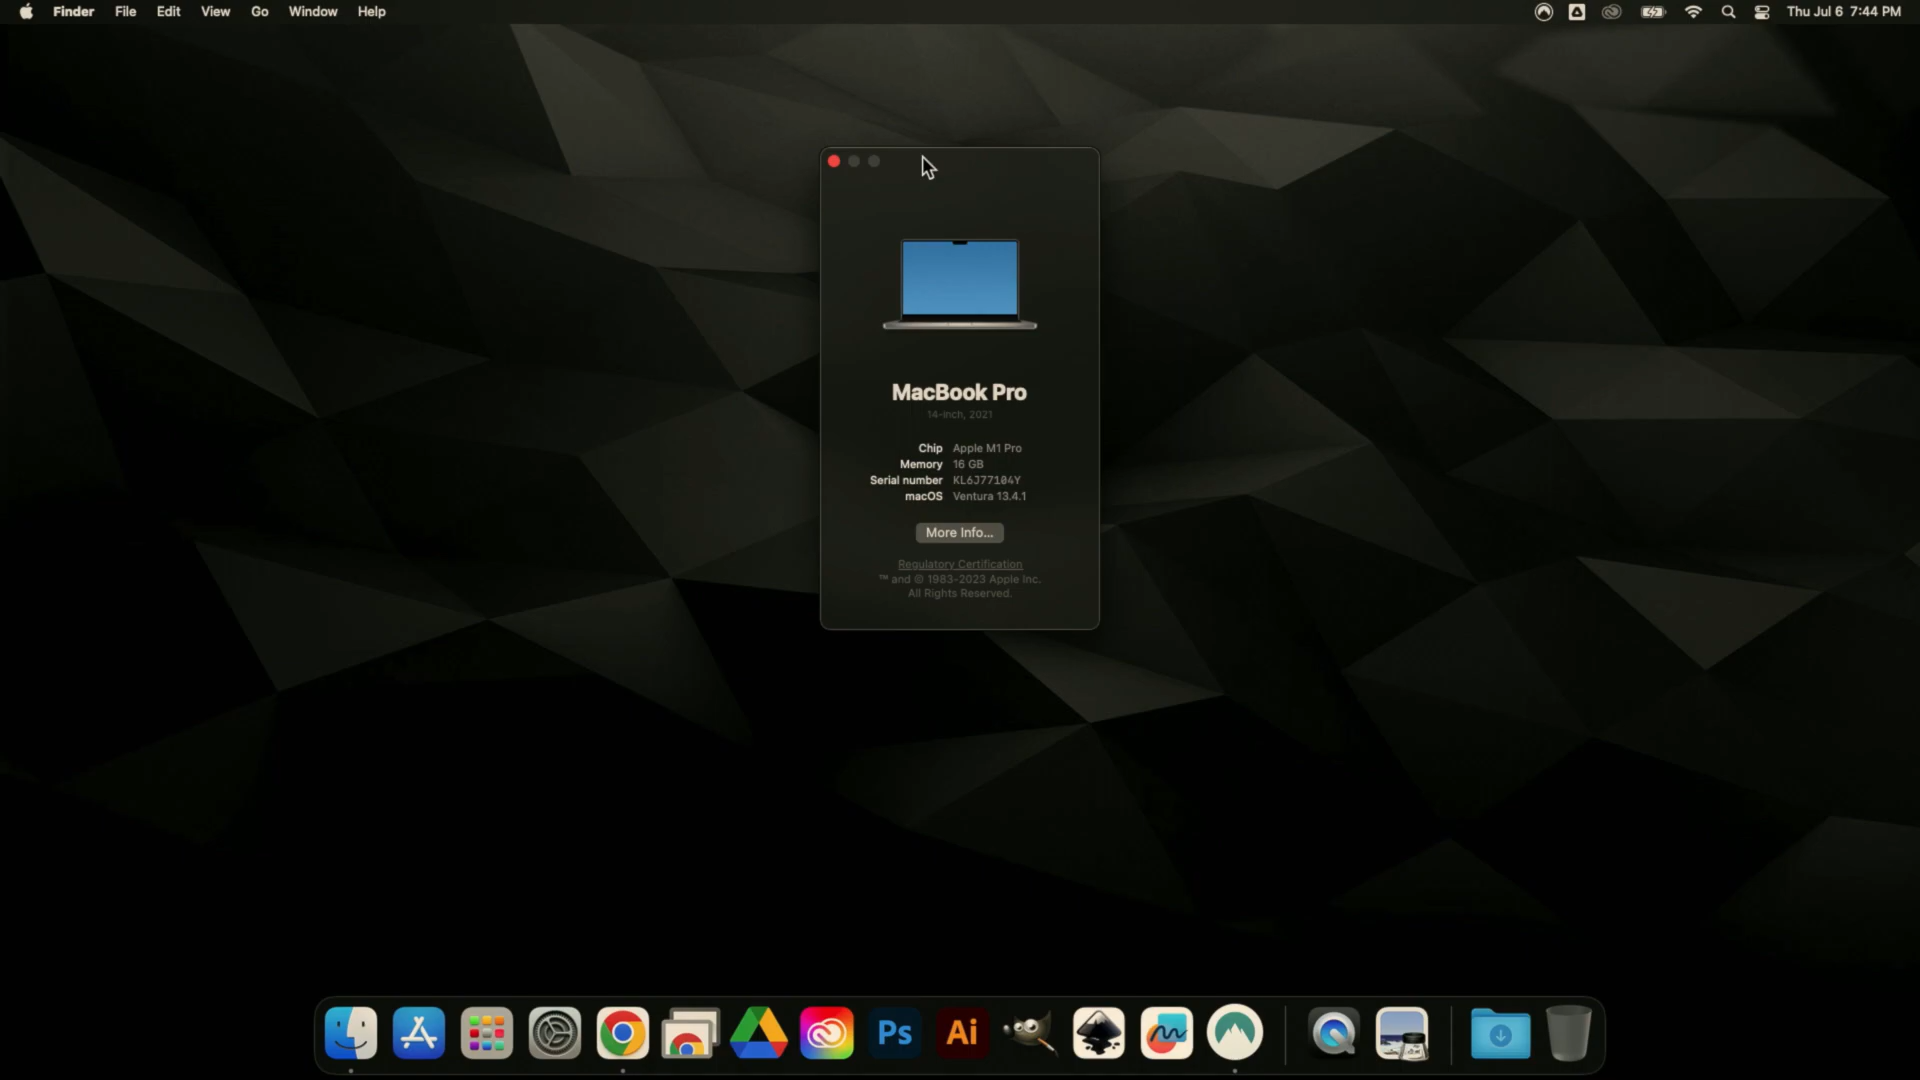 Finder File Edit View Go Window Help Thu Jul 6 7:44 PM
MacBook Pro
14-inch, 2021
Chip Apple M1 Pro
Memory 16 GB
Serial number KL6J77104Y
macOS Ventura 13.4.1
More Info...
Regulatory Certification
™ and © 1983-2023 Apple Inc.
All Rights Reserved.
Ps Ai